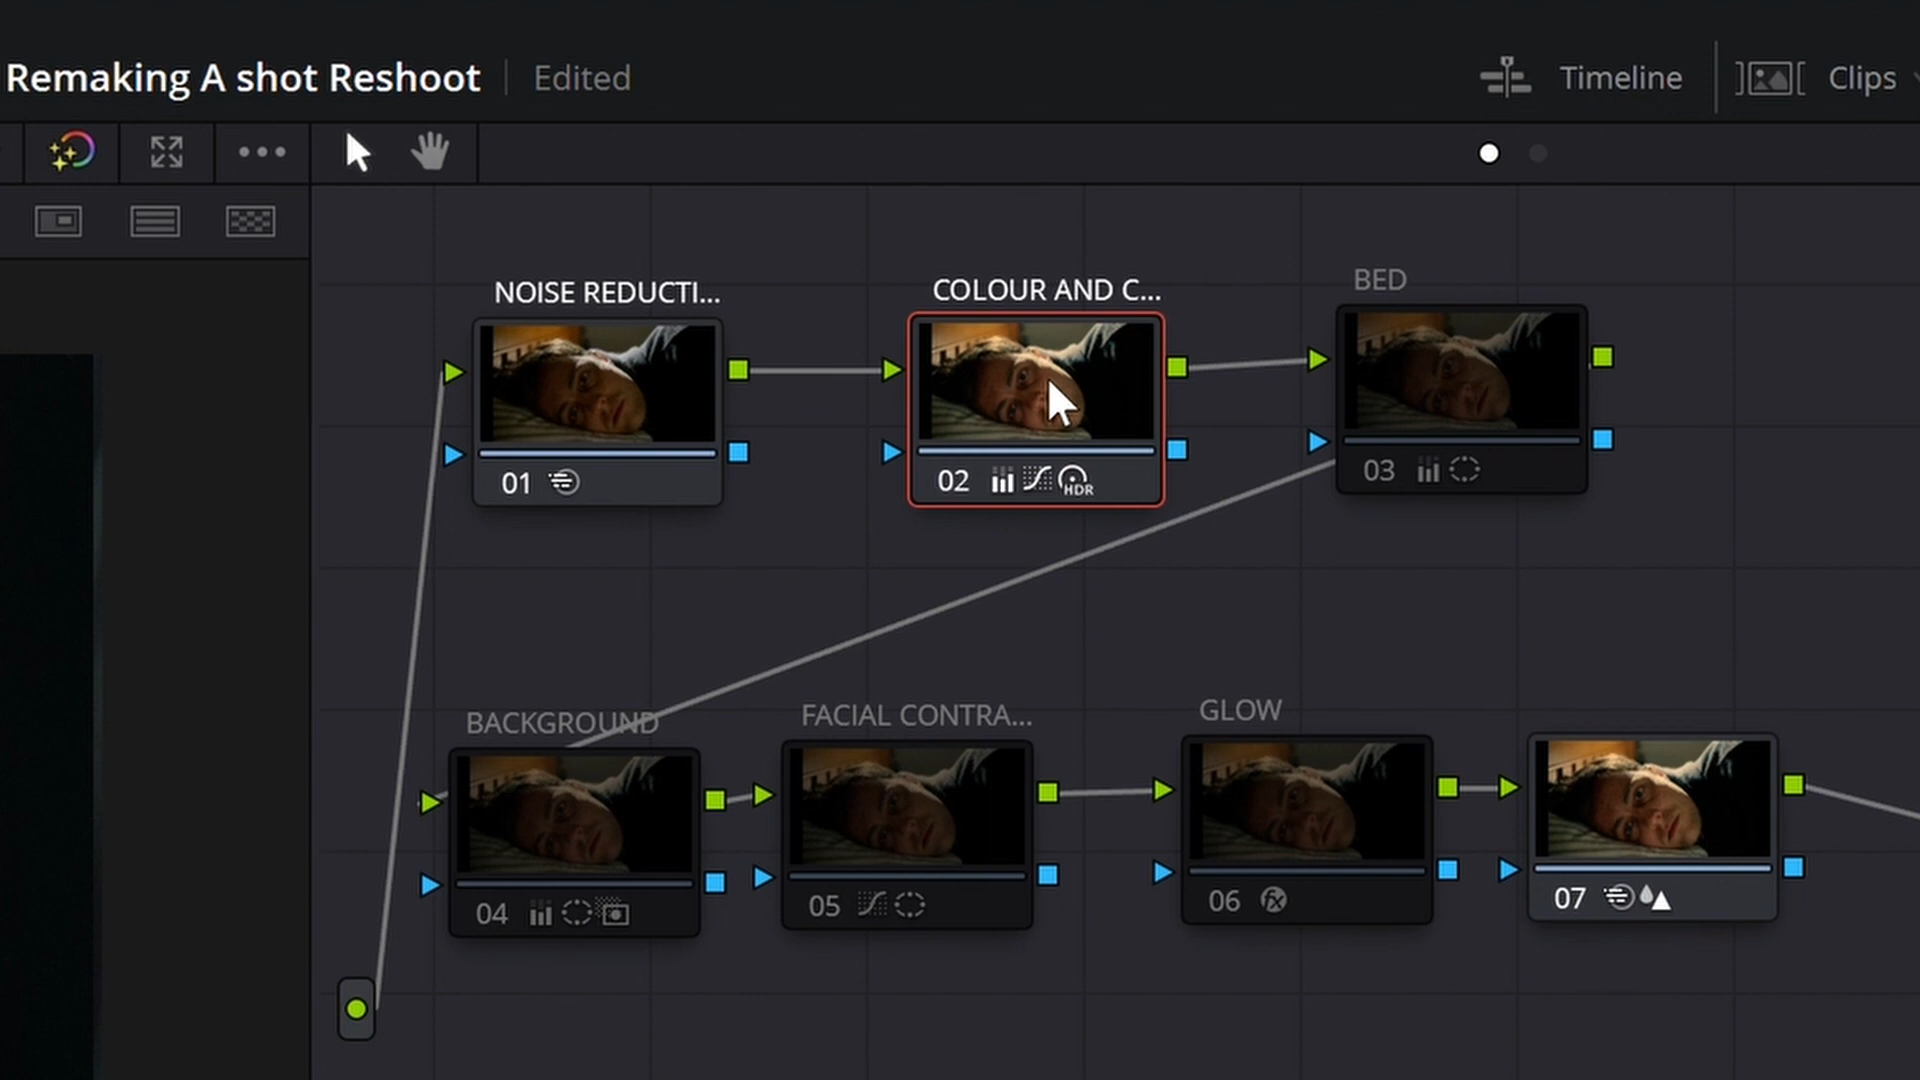 Remaking A shot Reshoot
Edited
Timeline
Clips
NOISE REDUCTI...
COLOUR AND C...
BED
01
02
HDR
03
BACKGROUND
FACIAL CONTRA...
GLOW
04
05
06
fx
07